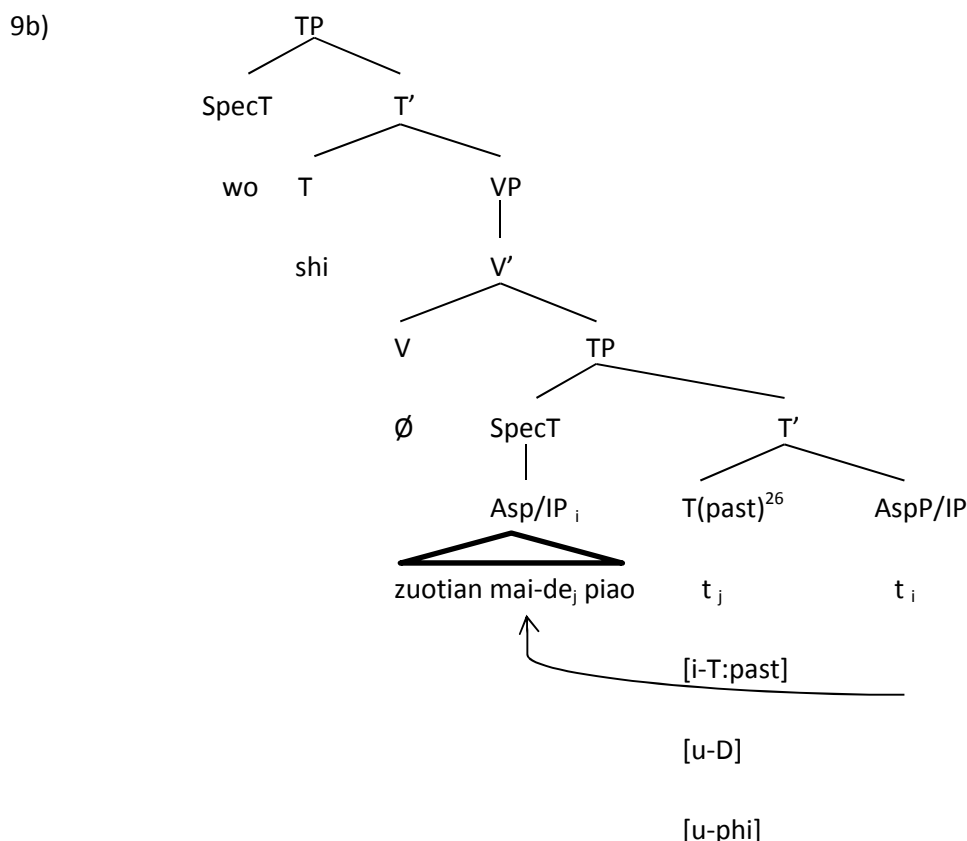 9b) TP
SpecT T’
wo T VP
shi V’
V TP
Ø SpecT T’
Asp/IP i T(past)26 AspP/IP
zuotian mai-dej piao t j t i
[i-T:past]
[u-D]
[u-phi]